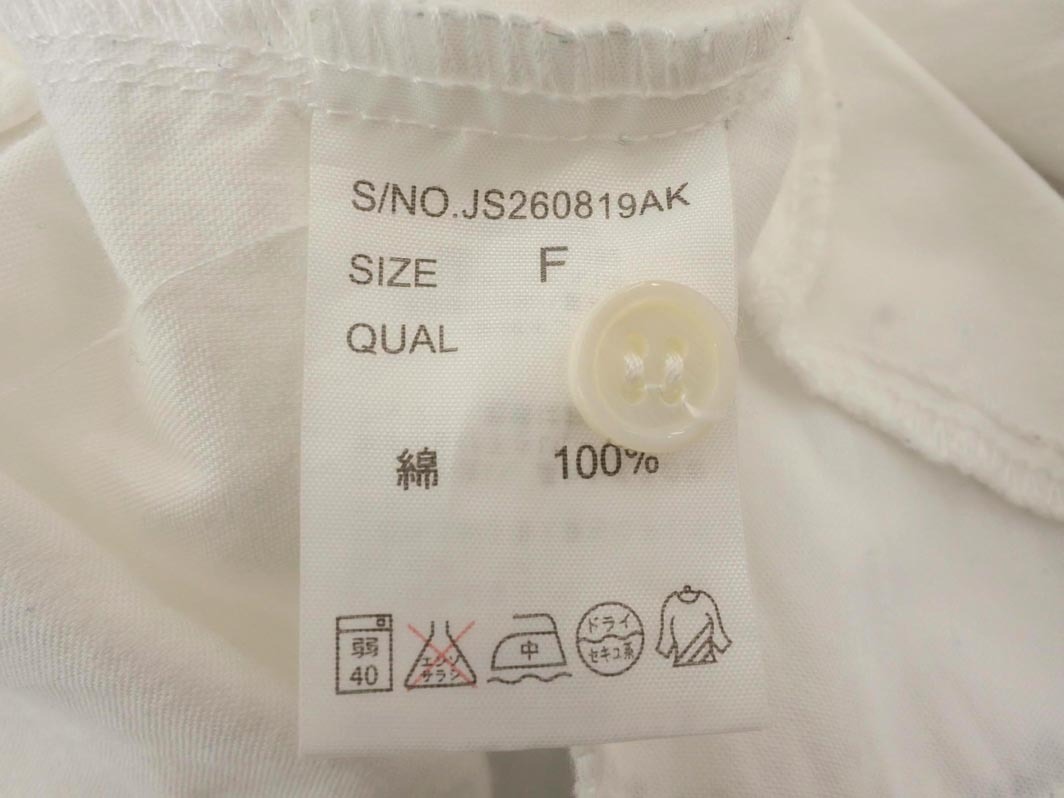 S/NO.JS260819AK
SIZE F
QUAL
綿 100%
弱 40
エンソ サラシ
中
ドライ セキユ系